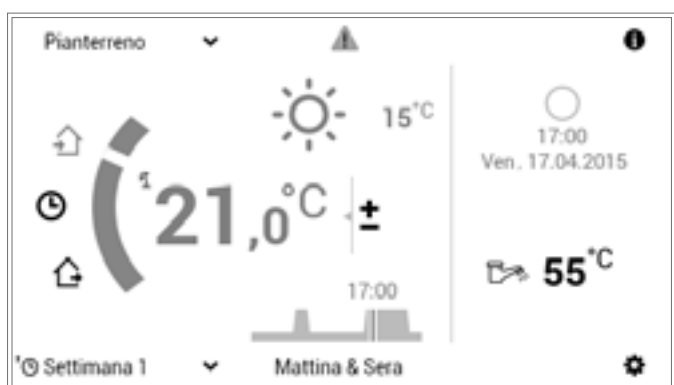 Pianterreno
15°C
17:00
Ven. 17.04.2015
21,0°C
±
55°C
17:00
Settimana 1
Mattina & Sera